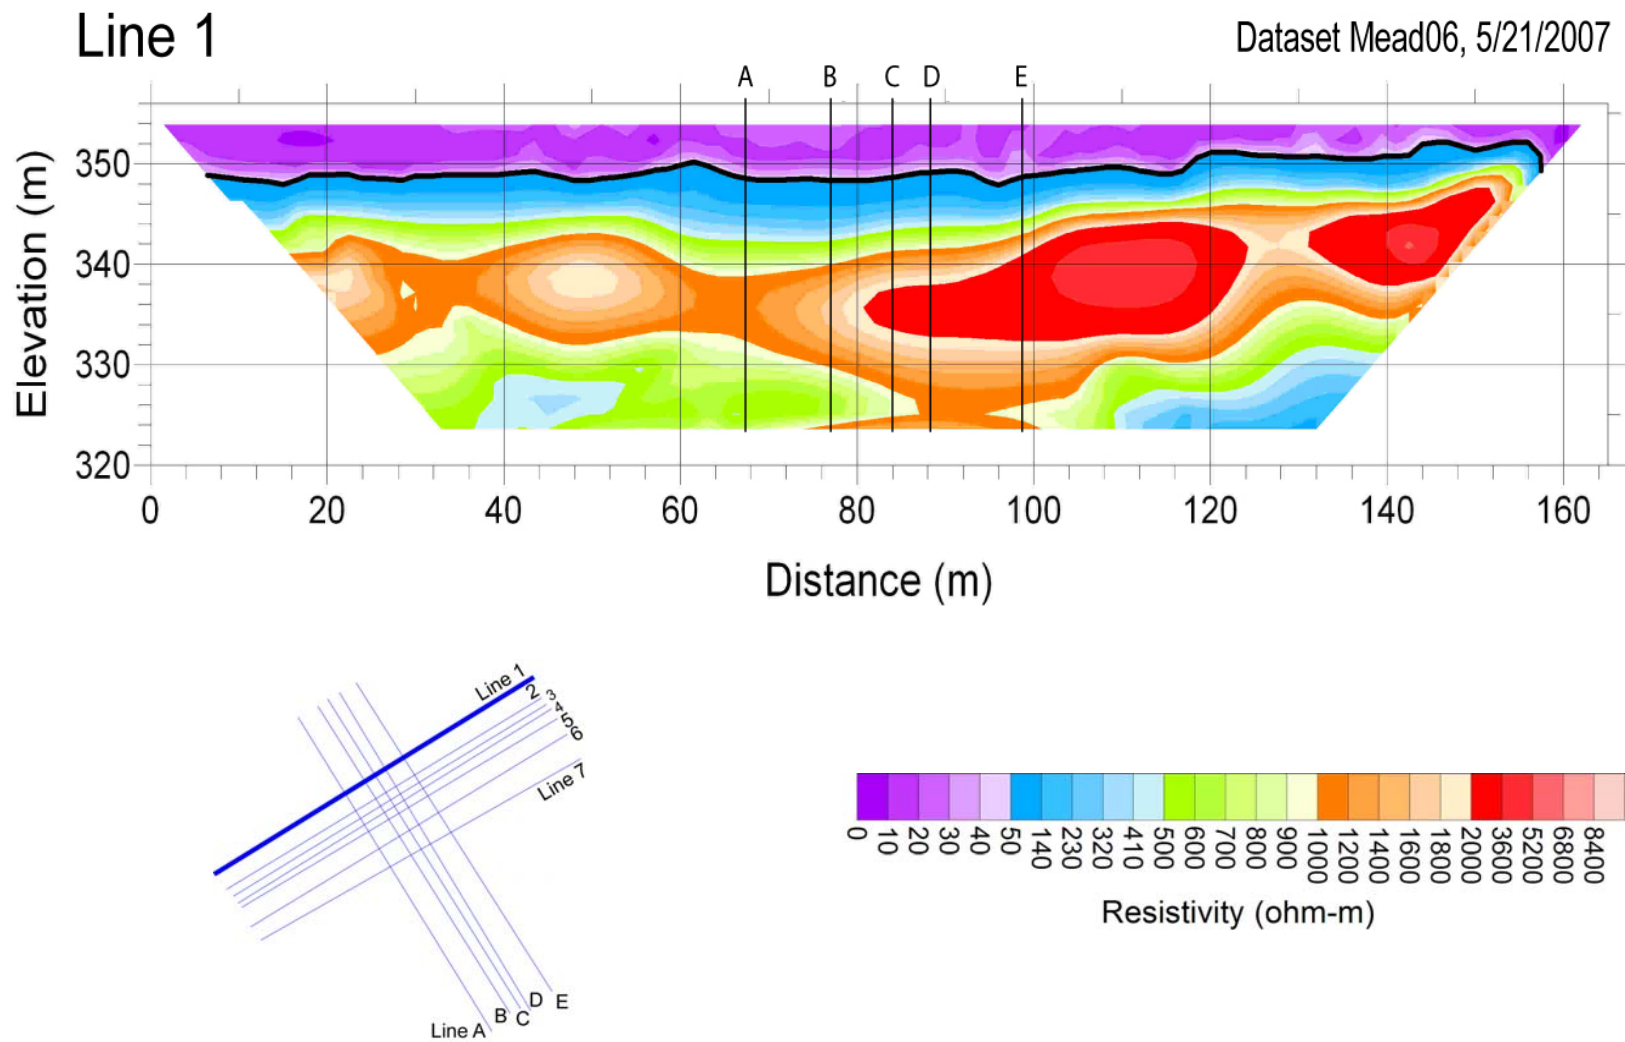 Line 1
Dataset Mead06, 5/21/2007
A B C D E
Elevation (m)
350
340
330
320
0 20 40 60 80 100 120 140 160
Distance (m)
Line 1
2
3
4
5
6
Line 7
Line A B C D E
0 10 20 30 40 50 140 230 320 410 500 600 700 800 900 1000 1200 1400 1600 1800 2000 3600 5200 6800 8400
Resistivity (ohm-m)